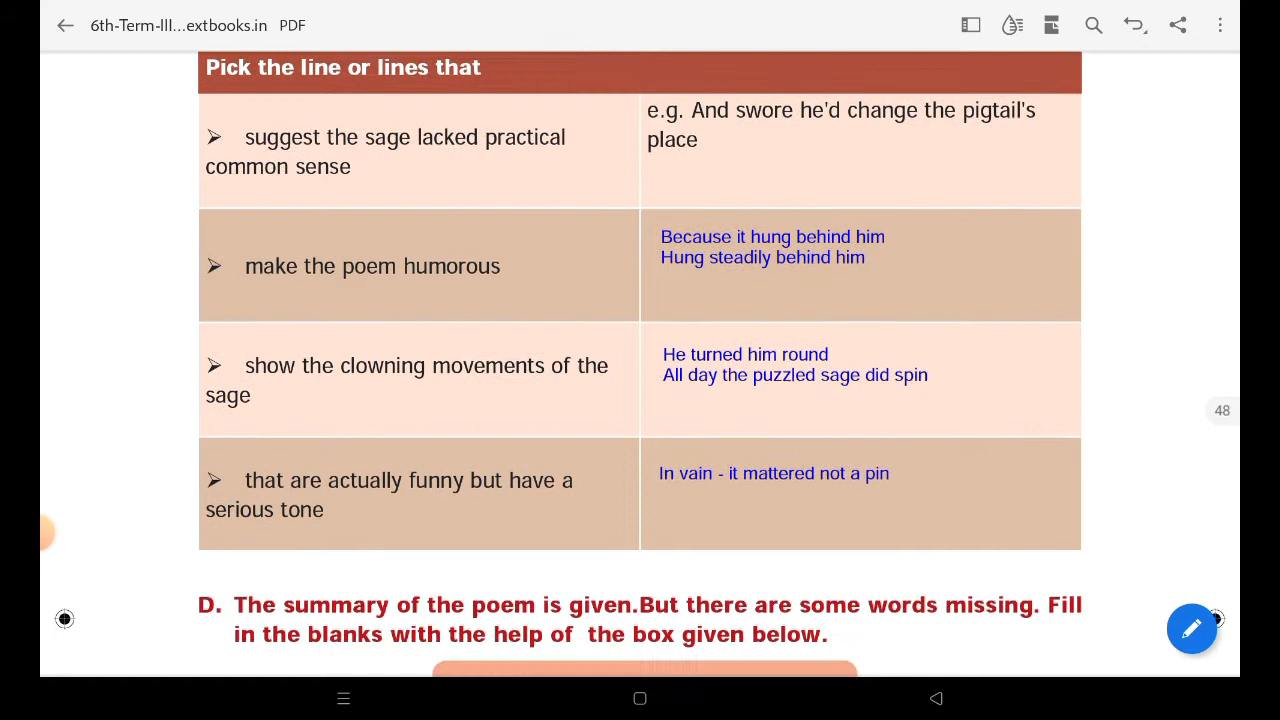 6th-Term-III...extbooks.in PDF
Pick the line or lines that
➢ suggest the sage lacked practical
common sense
e.g. And swore he'd change the pigtail's
place
➢ make the poem humorous
Because it hung behind him
Hung steadily behind him
➢ show the clowning movements of the
sage
He turned him round
All day the puzzled sage did spin
➢ that are actually funny but have a
serious tone
In vain - it mattered not a pin
48
D. The summary of the poem is given.But there are some words missing. Fill
in the blanks with the help of the box given below.